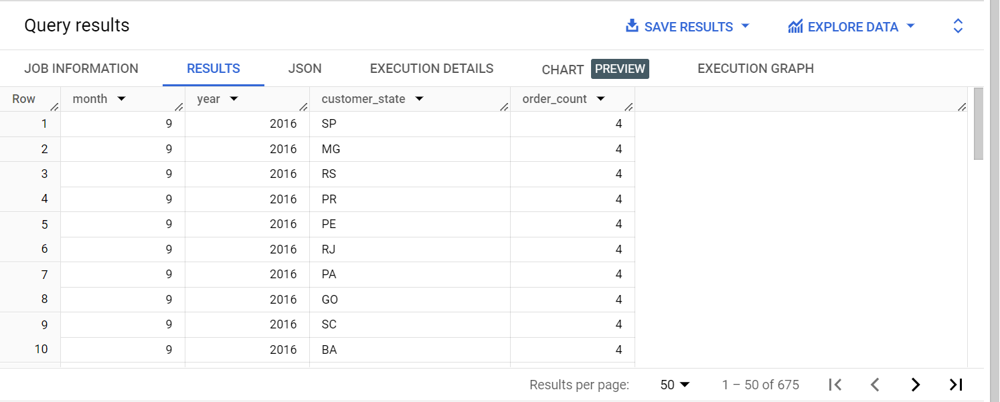 Query results SAVE RESULTS EXPLORE DATA
JOB INFORMATION RESULTS JSON EXECUTION DETAILS CHART PREVIEW EXECUTION GRAPH
Row month year customer_state order_count
1 9 2016 SP 4
2 9 2016 MG 4
3 9 2016 RS 4
4 9 2016 PR 4
5 9 2016 PE 4
6 9 2016 RJ 4
7 9 2016 PA 4
8 9 2016 GO 4
9 9 2016 SC 4
10 9 2016 BA 4
Results per page: 50 1 – 50 of 675